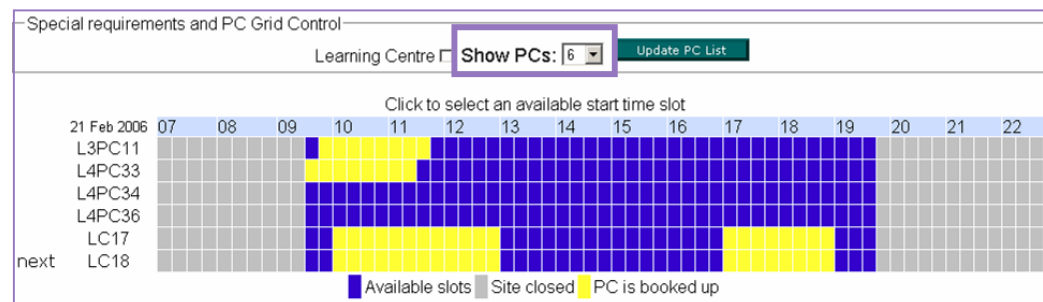 Special requirements and PC Grid Control
Learning Centre Show PCs: 6 Update PC List
Click to select an available start time slot
21 Feb 2006 07 08 09 10 11 12 13 14 15 16 17 18 19 20 21 22
L3PC11
L4PC33
L4PC34
L4PC36
LC17
next LC18
Available slots Site closed PC is booked up